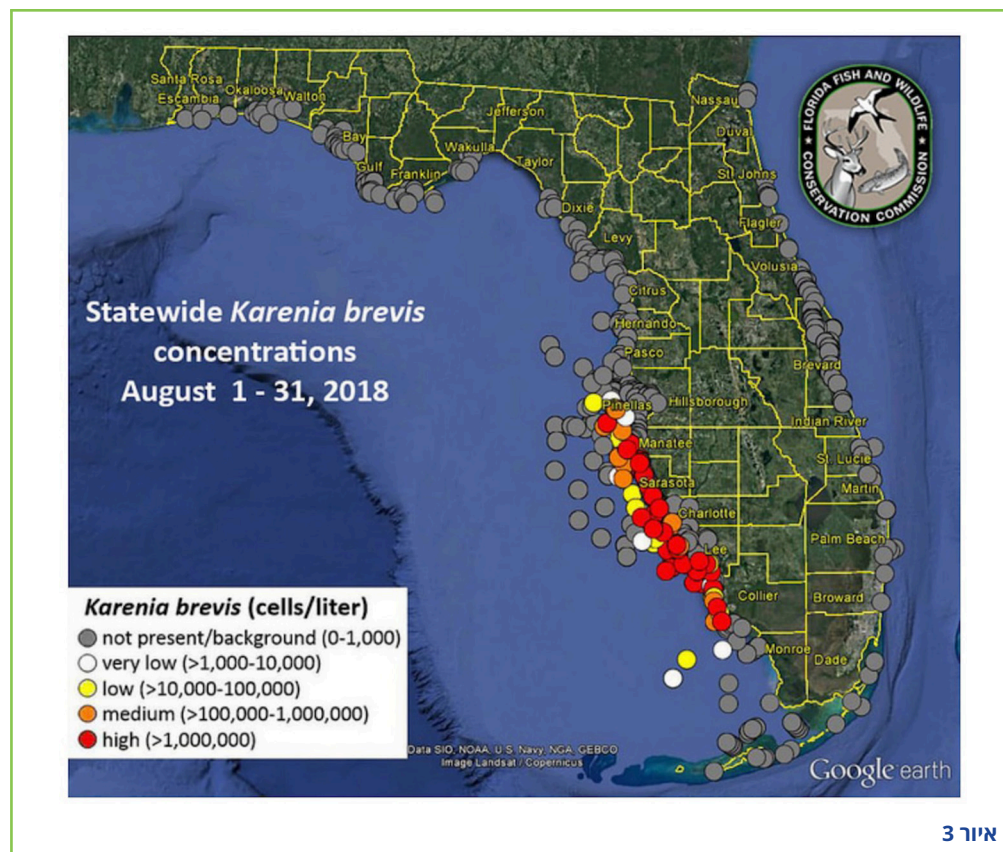 Santa Rosa
Escambia
Okaloosa
Walton
Bay
Gulf
Franklin
Wakulla
Jefferson
Taylor
Dixie
Levy
Citrus
Hernando
Pasco
Pinellas
Hillsborough
Manatee
Sarasota
Charlotte
Lee
Collier
Monroe
Dade
Broward
Palm Beach
Martin
St. Lucie
Indian River
Brevard
Volusia
Flagler
St. Johns
Duval
Nassau
FLORIDA FISH AND WILDLIFE
CONSERVATION COMMISSION
Statewide Karenia brevis
concentrations
August 1 - 31, 2018
Karenia brevis (cells/liter)
not present/background (0-1,000)
very low (>1,000-10,000)
low (>10,000-100,000)
medium (>100,000-1,000,000)
high (>1,000,000)
Data SIO, NOAA, U.S. Navy, NGA, GEBCO
Image Landsat / Copernicus
Google earth
איור 3